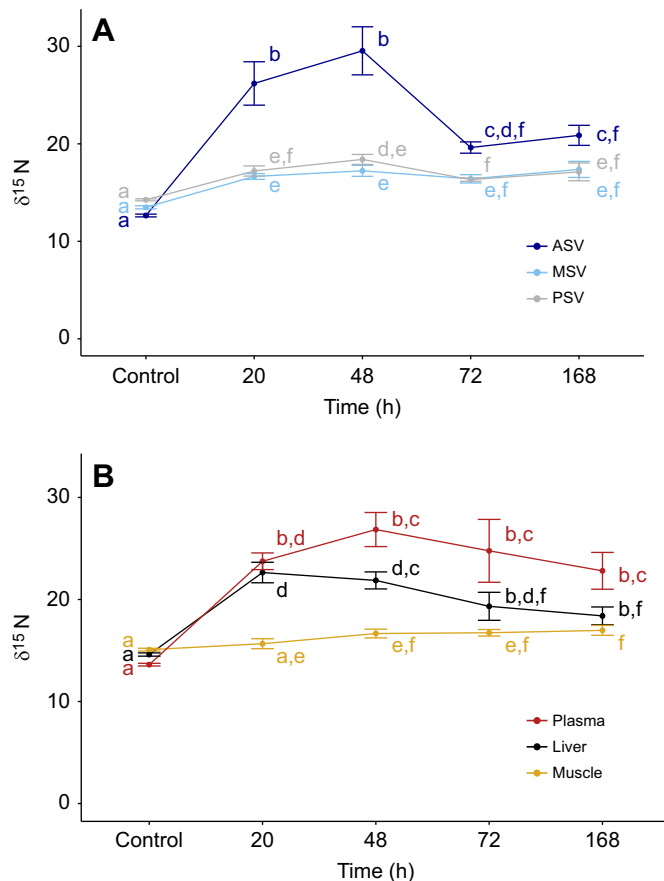 A
30
20
10
0
δ¹⁵N
b
b
c,d,f
c,f
e,f
d,e
f
e,f
a
a
a
e
e
e,f
e,f
ASV
MSV
PSV
Control 20 48 72 168
Time (h)
B
30
20
10
0
δ¹⁵N
b,d
b,c
b,c
b,c
d
d,c
b,d,f
b,f
a
a
a
a,e
e,f
e,f
f
Plasma
Liver
Muscle
Control 20 48 72 168
Time (h)